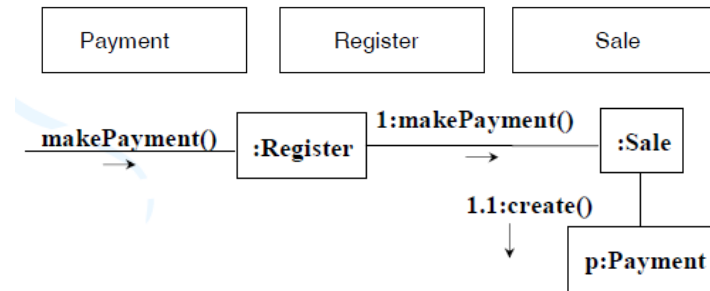 Payment
Register
Sale
makePayment()
:Register
1:makePayment()
:Sale
1.1:create()
p:Payment